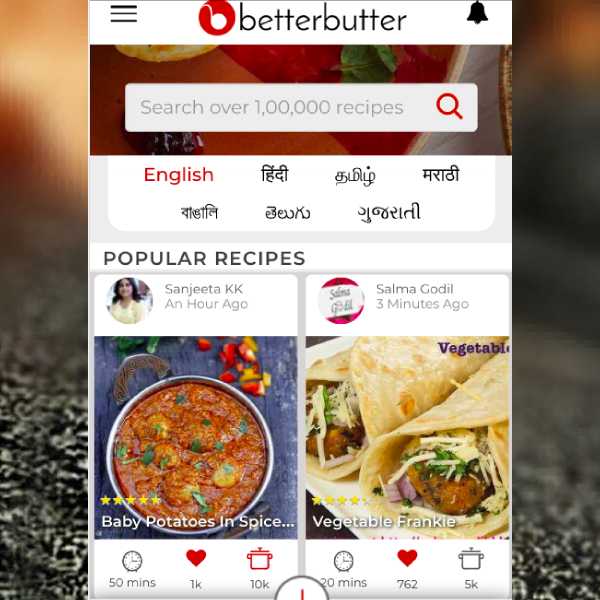 betterbutter
Search over 1,00,000 recipes
English हिंदी தமிழ் मराठी
বাঙালি తెలుగు ગુજરાતી
POPULAR RECIPES
Sanjeeta KK
An Hour Ago
Salma Godil
3 Minutes Ago
Salma
Godil
Vegetable
Baby Potatoes In Spice...
Vegetable Frankie
50 mins 1k 10k
20 mins 762 5k